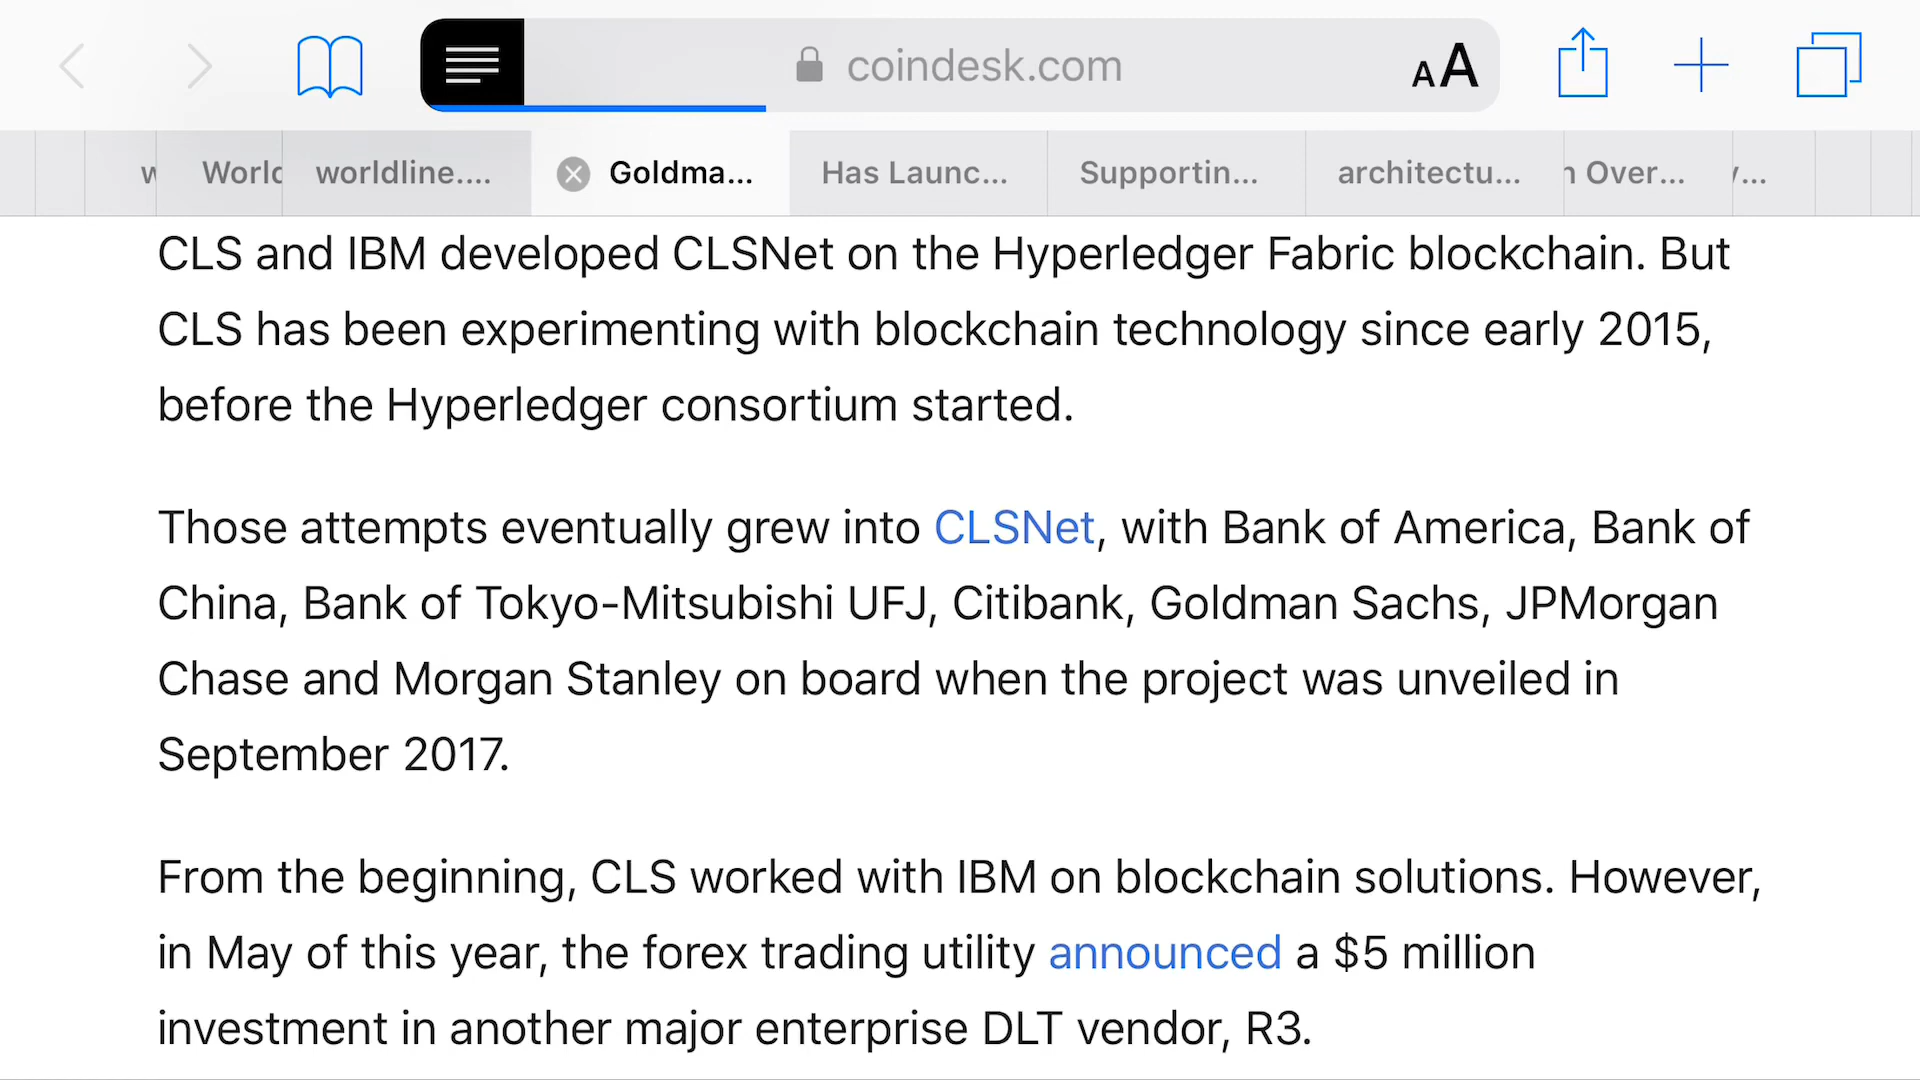 coindesk.com
AA
w World worldline.... Goldma... Has Launc... Supportin... architectu... n Over... y...
CLS and IBM developed CLSNet on the Hyperledger Fabric blockchain. But
CLS has been experimenting with blockchain technology since early 2015,
before the Hyperledger consortium started.
Those attempts eventually grew into CLSNet, with Bank of America, Bank of
China, Bank of Tokyo-Mitsubishi UFJ, Citibank, Goldman Sachs, JPMorgan
Chase and Morgan Stanley on board when the project was unveiled in
September 2017.
From the beginning, CLS worked with IBM on blockchain solutions. However,
in May of this year, the forex trading utility announced a $5 million
investment in another major enterprise DLT vendor, R3.